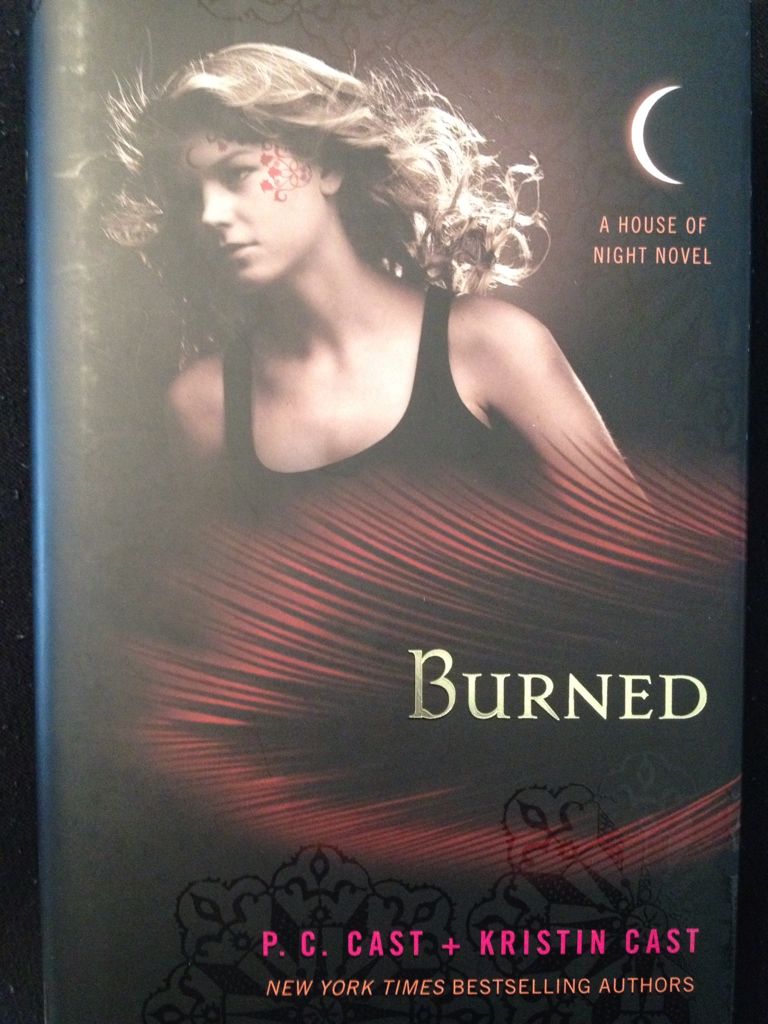 A HOUSE OF
NIGHT NOVEL
BURNED
P. C. CAST + KRISTIN CAST
NEW YORK TIMES BESTSELLING AUTHORS